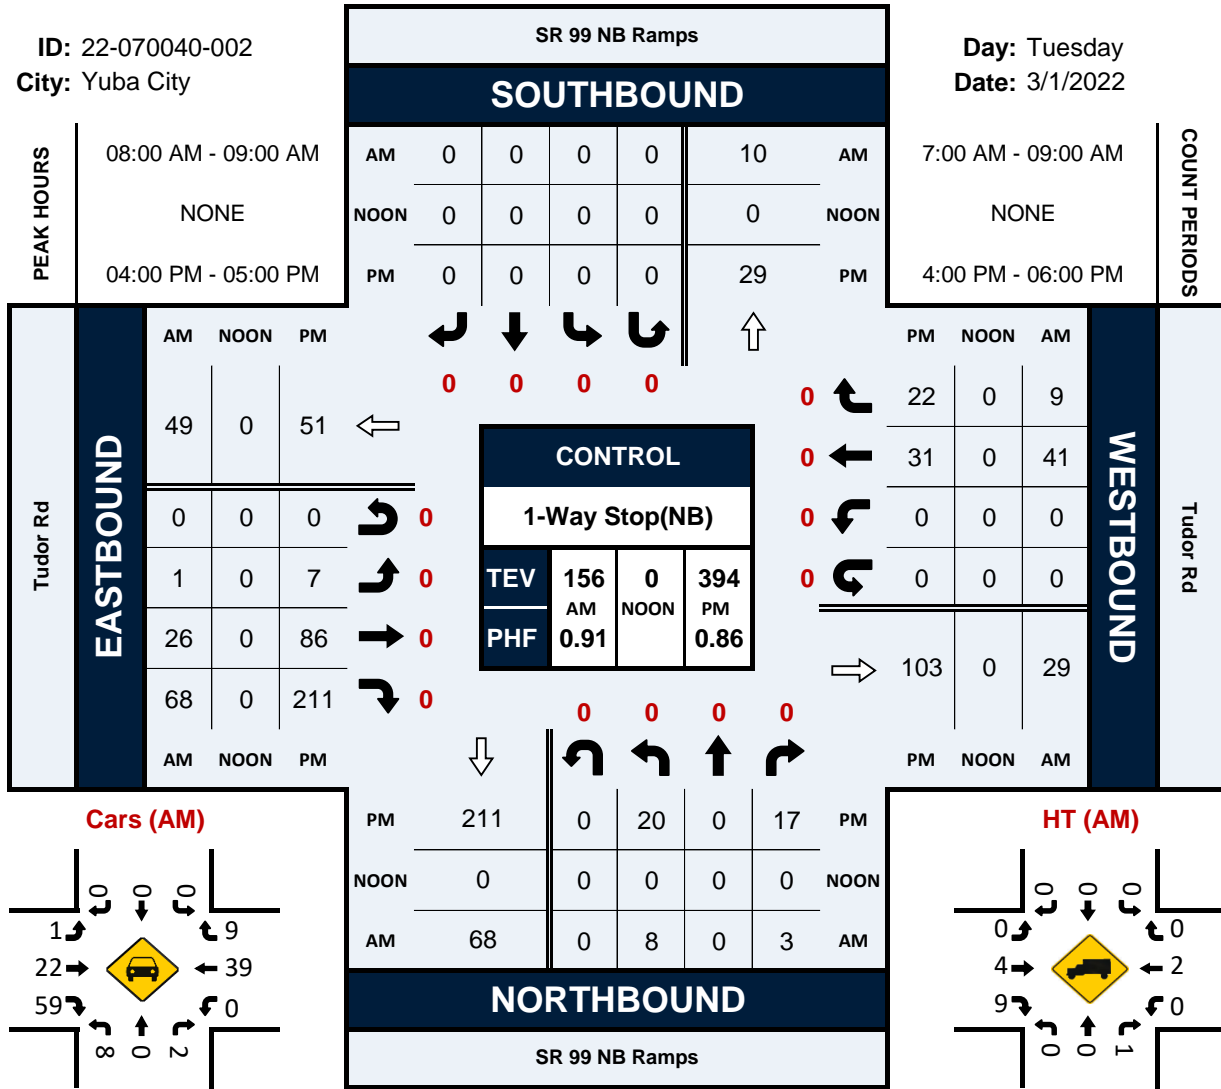 SR 99 NB Ramps
ID: 22-070040-002
Day: Tuesday
City: Yuba City
Date: 3/1/2022
SOUTHBOUND
PEAK HOURS
08:00 AM - 09:00 AM
NONE
04:00 PM - 05:00 PM
AM 0 0 0 0 10 AM
NOON 0 0 0 0 0 NOON
PM 0 0 0 0 29 PM
7:00 AM - 09:00 AM
NONE
4:00 PM - 06:00 PM
COUNT PERIODS
0 0 0 0
Tudor Rd
EASTBOUND
AM NOON PM
49 0 51
0 0 0 0
1 0 7 0
26 0 86 0
68 0 211 0
AM NOON PM
CONTROL
1-Way Stop(NB)
TEV 156 0 394
AM NOON PM
PHF 0.91 0.86
PM NOON AM
0 22 0 9
0 31 0 41
0 0 0 0
0 0 0 0
103 0 29
PM NOON AM
WESTBOUND
Tudor Rd
0 0 0 0
PM 211 0 20 0 17 PM
NOON 0 0 0 0 0 NOON
AM 68 0 8 0 3 AM
NORTHBOUND
SR 99 NB Ramps
Cars (AM)
0 0 0
1 9
22 39
59 0
8 0 2
HT (AM)
0 0 0
0 0
4 2
9 0
0 0 1